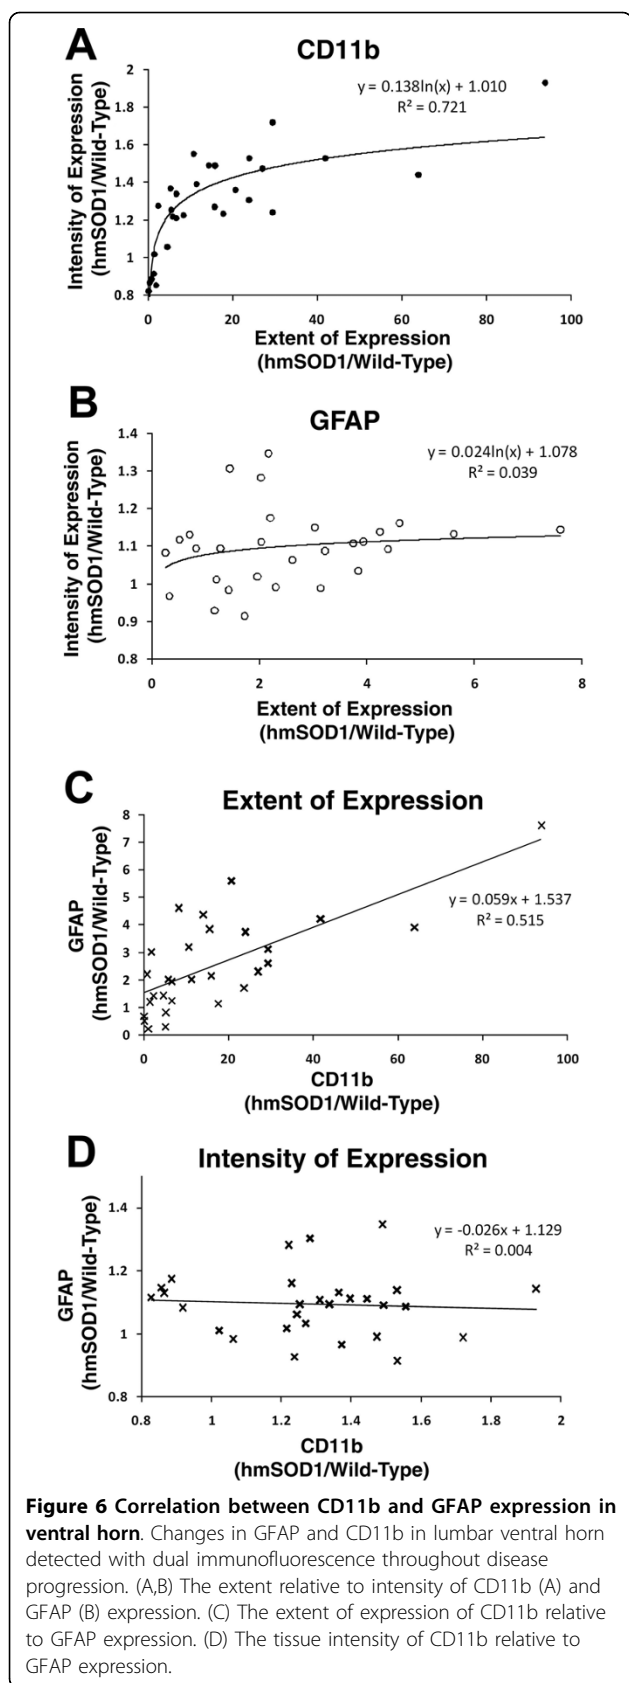 A
CD11b
y = 0.138ln(x) + 1.010
R² = 0.721
Intensity of Expression
(hmSOD1/Wild-Type)
2
1.8
1.6
1.4
1.2
1
0.8
0
20
40
60
80
100
Extent of Expression
(hmSOD1/Wild-Type)
B
GFAP
y = 0.024ln(x) + 1.078
R² = 0.039
Intensity of Expression
(hmSOD1/Wild-Type)
1.4
1.3
1.2
1.1
1
0.9
0.8
0
2
4
6
8
Extent of Expression
(hmSOD1/Wild-Type)
C
Extent of Expression
y = 0.059x + 1.537
R² = 0.515
GFAP
(hmSOD1/Wild-Type)
8
7
6
5
4
3
2
1
0
0
20
40
60
80
100
CD11b
(hmSOD1/Wild-Type)
D
Intensity of Expression
y = -0.026x + 1.129
R² = 0.004
GFAP
(hmSOD1/Wild-Type)
1.4
1.2
1
0.8
0.8
1
1.2
1.4
1.6
1.8
2
CD11b
(hmSOD1/Wild-Type)
Figure 6 Correlation between CD11b and GFAP expression in
ventral horn. Changes in GFAP and CD11b in lumbar ventral horn
detected with dual immunofluorescence throughout disease
progression. (A,B) The extent relative to intensity of CD11b (A) and
GFAP (B) expression. (C) The extent of expression of CD11b relative
to GFAP expression. (D) The tissue intensity of CD11b relative to
GFAP expression.